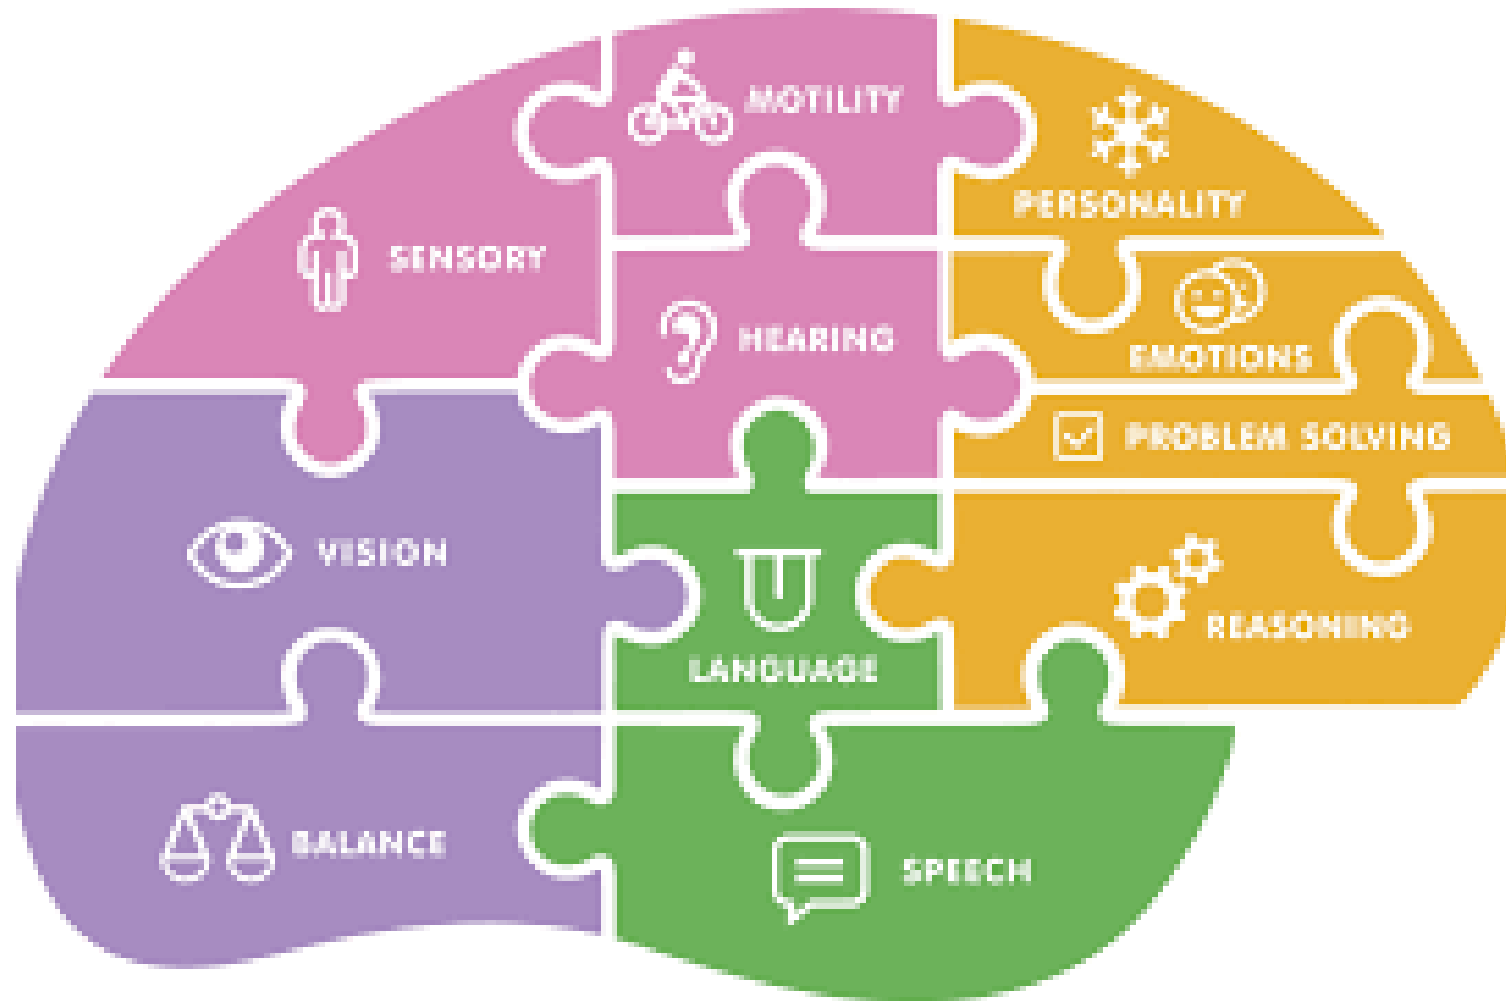 MOTILITY
PERSONALITY
SENSORY
HEARING
EMOTIONS
PROBLEM SOLVING
VISION
LANGUAGE
REASONING
BALANCE
SPEECH